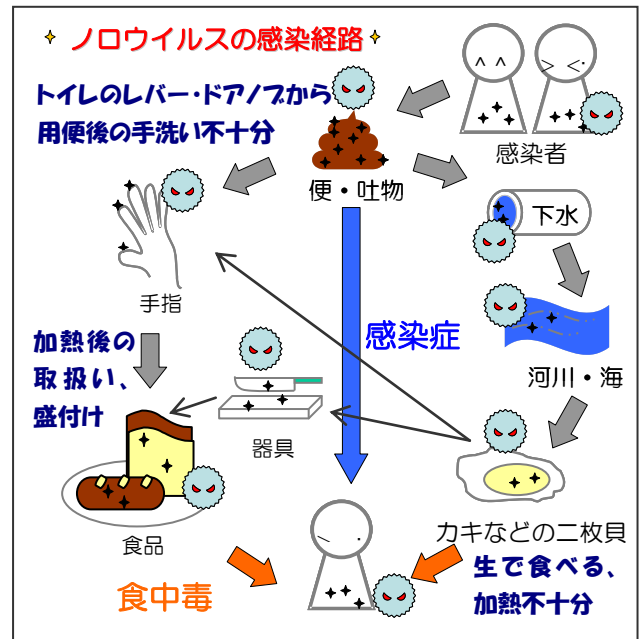 ノロウイルスの感染経路
トイレのレバー・ドアノブから
用便後の手洗い不十分
感染者
便・吐物
下水
手指
感染症
河川・海
加熱後の
取扱い、
盛付け
器具
食品
カキなどの二枚貝
食中毒
生で食べる、
加熱不十分